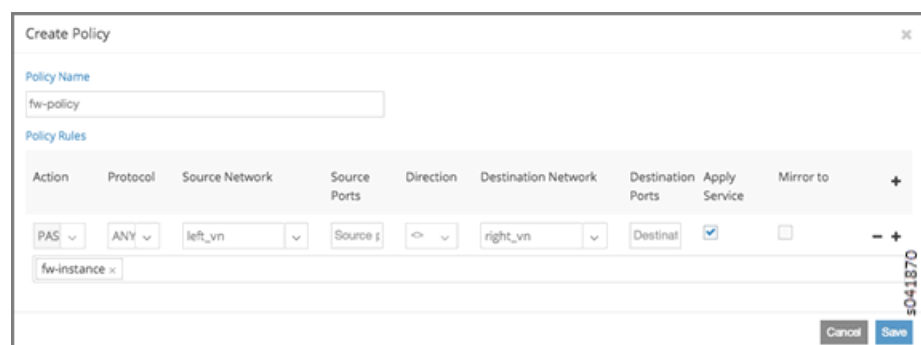 Create Policy ×
Policy Name
fw-policy
Policy Rules
Action Protocol Source Network Source Ports Direction Destination Network Destination Ports Apply Service Mirror to +
PAS ANY left_vn Source p <> right_vn Destinat − +
fw-instance ×
s041870
Cancel Save